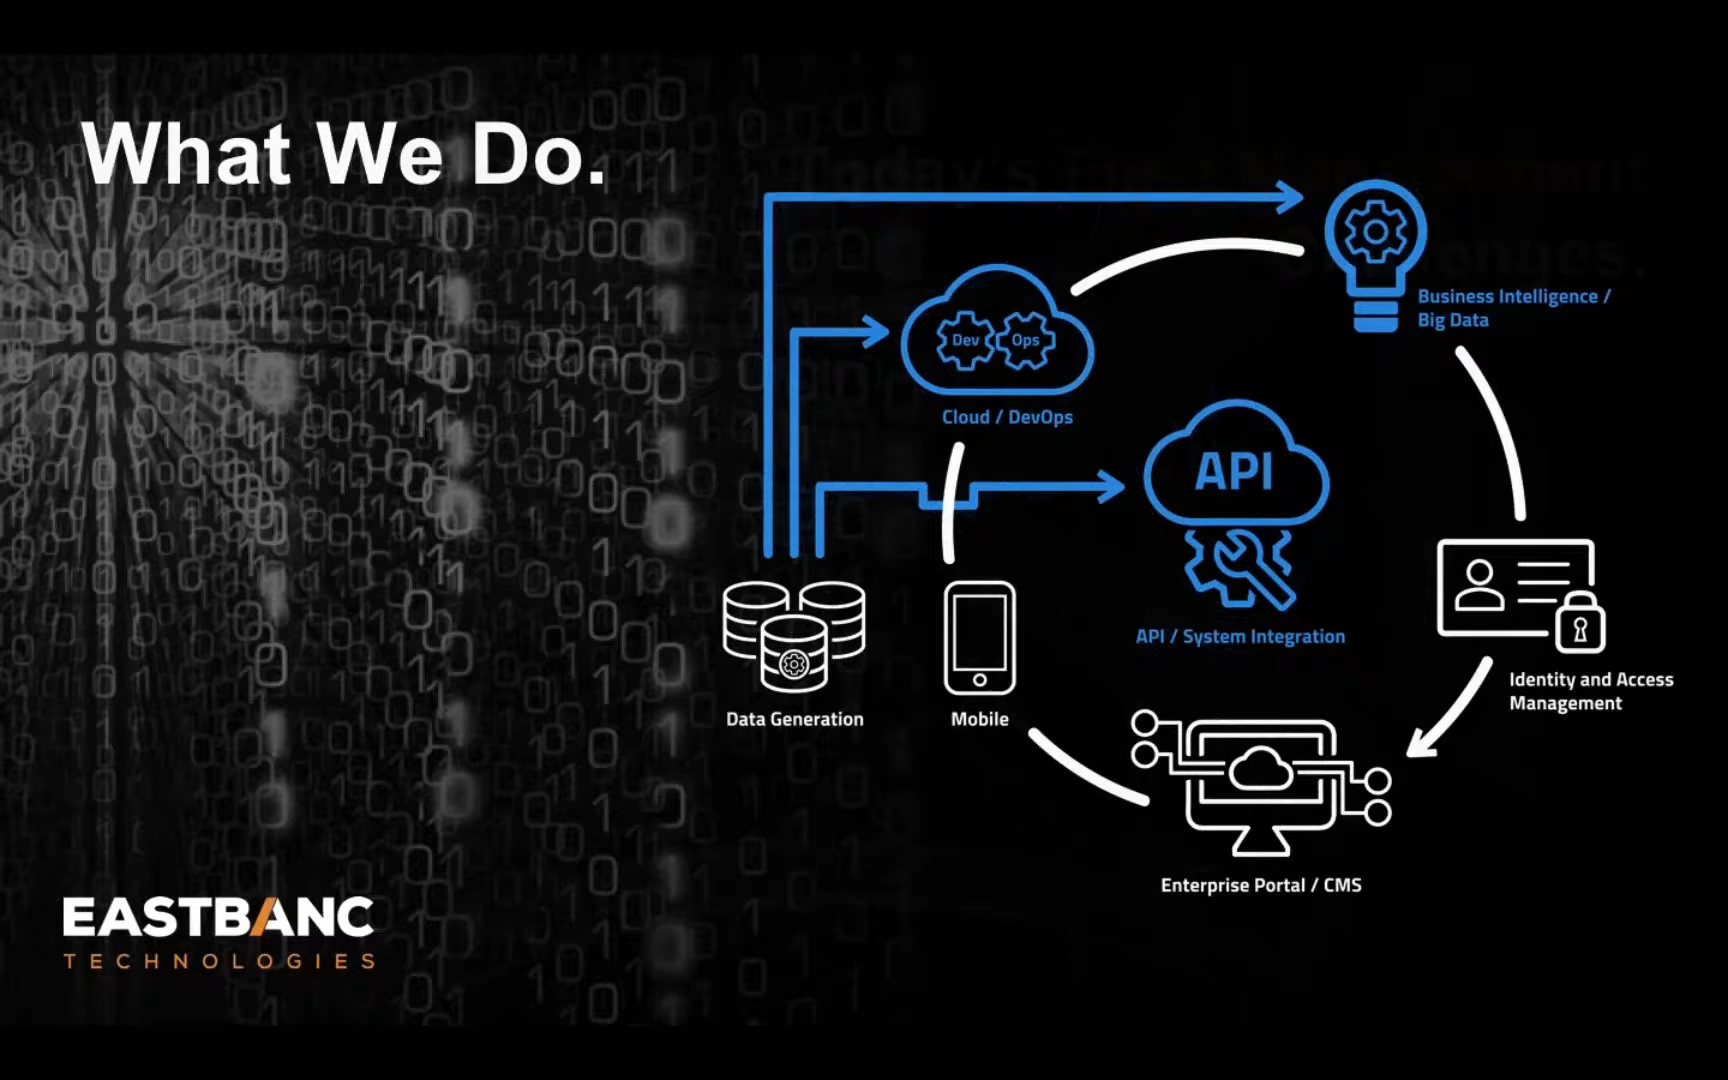 What We Do.
Business Intelligence /
Big Data
Dev Ops
Cloud / DevOps
API
API / System Integration
Identity and Access
Management
Data Generation
Mobile
Enterprise Portal / CMS
EASTBANC
TECHNOLOGIES